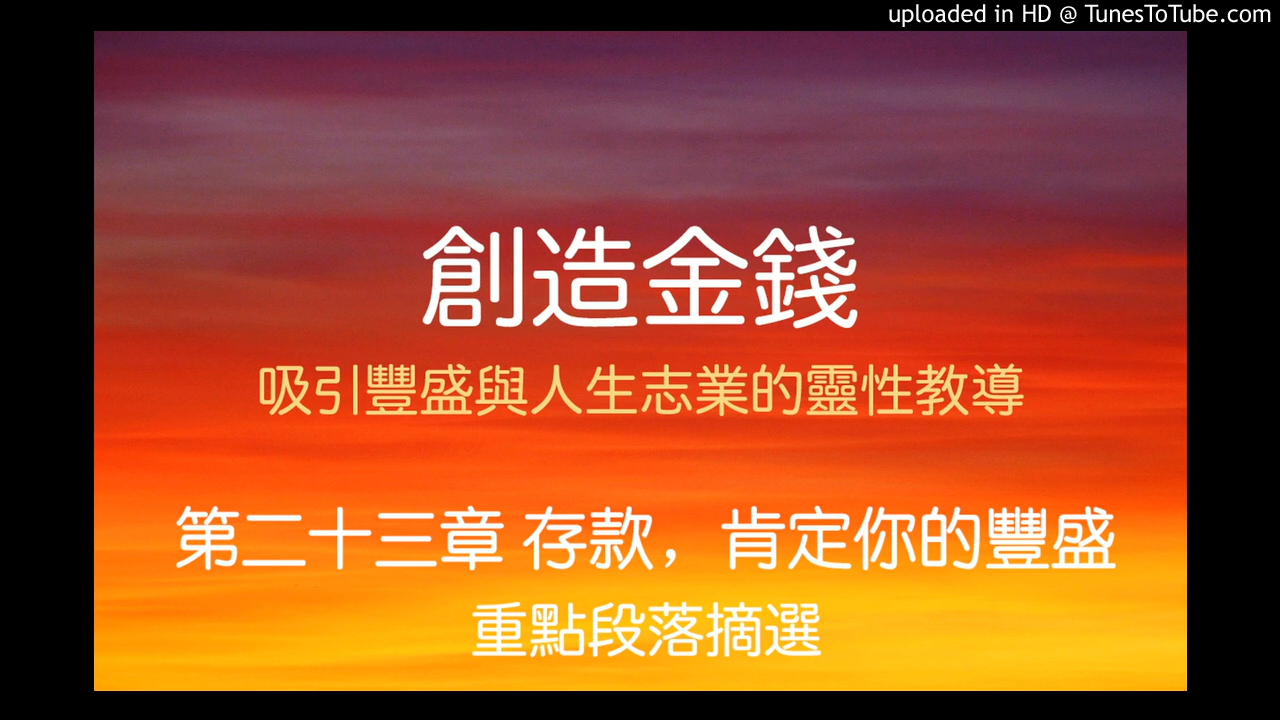 uploaded in HD @ TunesToTube.com
創造金錢
吸引豐盛與人生志業的靈性教導
第二十三章 存款，肯定你的豐盛
重點段落摘選